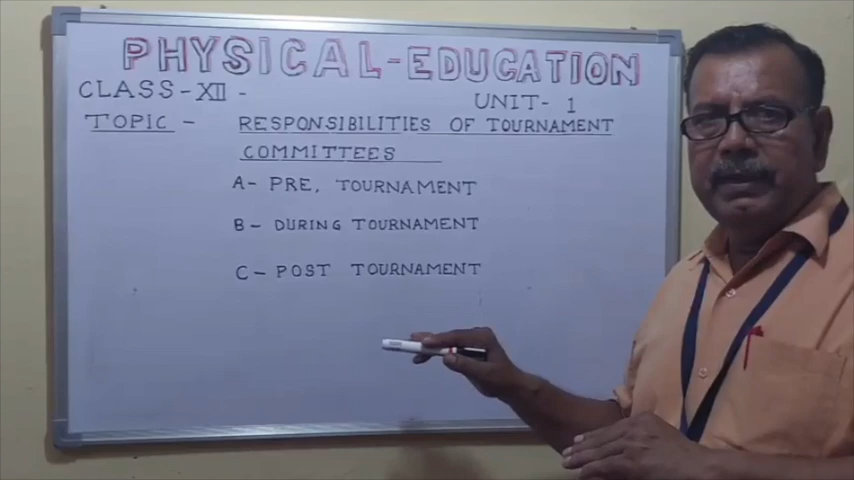 PHYSICAL-EDUCATION
CLASS-XII - UNIT- 1
TOPIC - RESPONSIBILITIES OF TOURNAMENT
COMMITTEES
A- PRE, TOURNAMENT
B- DURING TOURNAMENT
C- POST TOURNAMENT